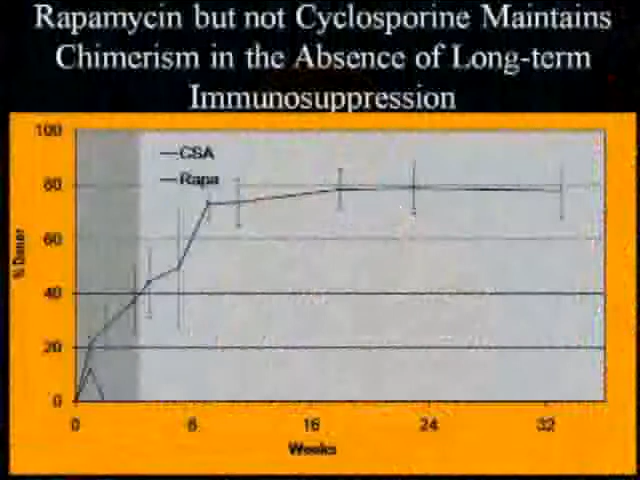 Rapamycin but not Cyclosporine Maintains
Chimerism in the Absence of Long-term
Immunosuppression
100
80
60
40
20
0
% Donor
CSA
Rapa
0 8 16 24 32
Weeks